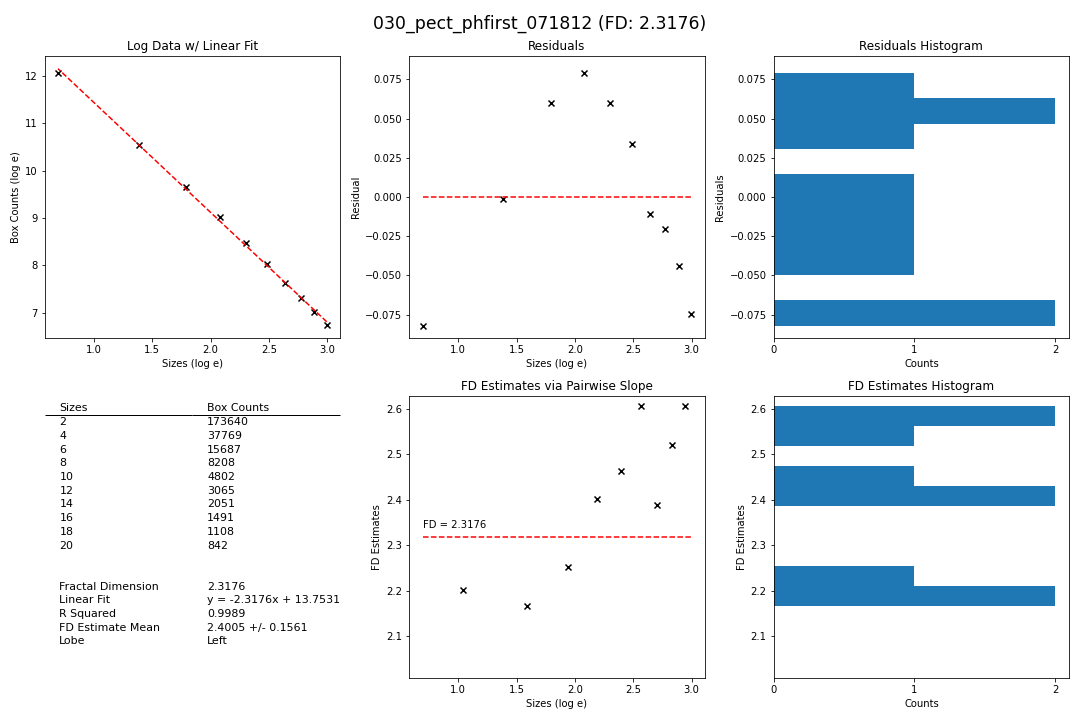 030_pect_phfirst_071812 (FD: 2.3176)
Log Data w/ Linear Fit
Box Counts (log e)
12
11
10
9
8
7
1.0 1.5 2.0 2.5 3.0
Sizes (log e)
Residuals
Residual
0.075
0.050
0.025
0.000
−0.025
−0.050
−0.075
1.0 1.5 2.0 2.5 3.0
Sizes (log e)
Residuals Histogram
Residuals
0.075
0.050
0.025
0.000
−0.025
−0.050
−0.075
0 1 2
Counts
Sizes Box Counts
2 173640
4 37769
6 15687
8 8208
10 4802
12 3065
14 2051
16 1491
18 1108
20 842
Fractal Dimension 2.3176
Linear Fit y = -2.3176x + 13.7531
R Squared 0.9989
FD Estimate Mean 2.4005 +/- 0.1561
Lobe Left
FD Estimates via Pairwise Slope
FD Estimates
2.6
2.5
2.4
2.3
2.2
2.1
FD = 2.3176
1.0 1.5 2.0 2.5 3.0
Sizes (log e)
FD Estimates Histogram
FD Estimates
2.6
2.5
2.4
2.3
2.2
2.1
0 1 2
Counts